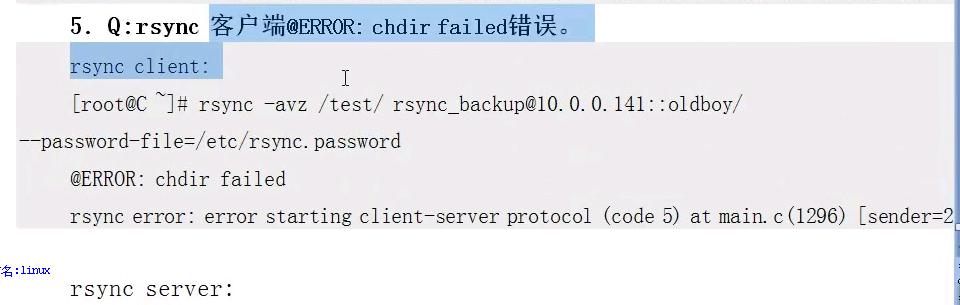 5. Q:rsync 客户端@ERROR: chdir failed错误。
rsync client:
[root@C ~]# rsync -avz /test/ rsync_backup@10.0.0.141::oldboy/
--password-file=/etc/rsync.password
@ERROR: chdir failed
rsync error: error starting client-server protocol (code 5) at main.c(1296) [sender=2
名:linux
rsync server: